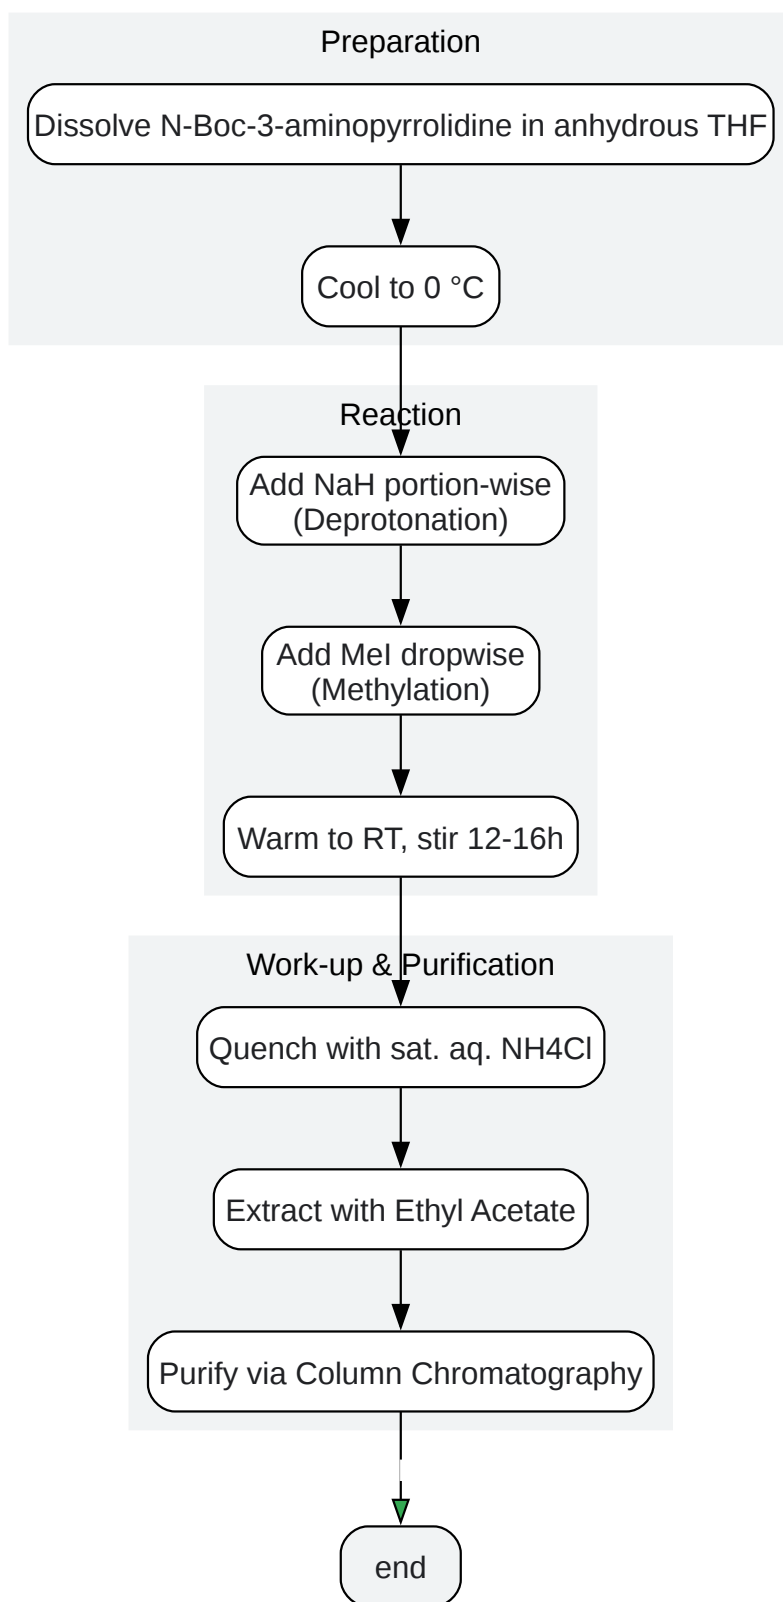 Preparation
Dissolve N-Boc-3-aminopyrrolidine in anhydrous THF
Cool to 0 °C
Reaction
Add NaH portion-wise
(Deprotonation)
Add MeI dropwise
(Methylation)
Warm to RT, stir 12-16h
Work-up & Purification
Quench with sat. aq. NH4Cl
Extract with Ethyl Acetate
Purify via Column Chromatography
end